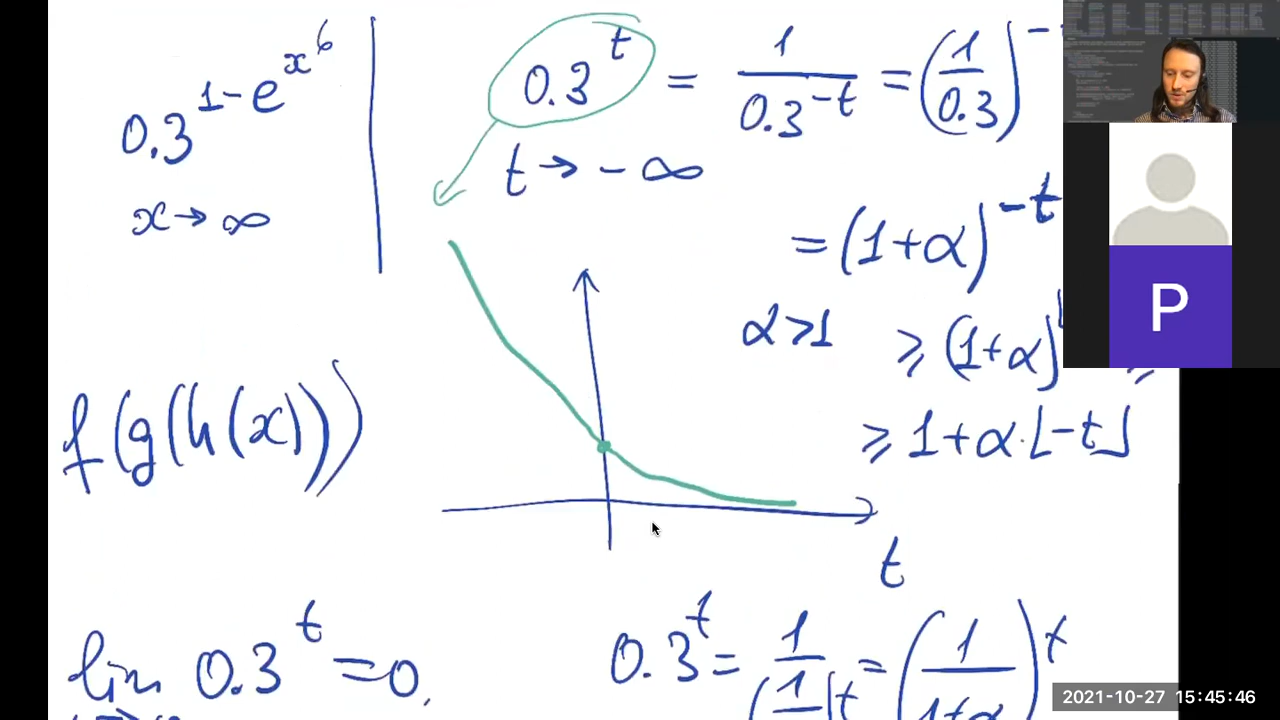 0.3^{1-e^{x^6}}
x → ∞
0.3^t = 1/0.3^{-t} = (1/0.3)^-
t → - ∞
= (1+α)^{-t}
α > 1 ≥ (1+α) ≥
≥ 1+α·⌊-t⌋
f(g(h(x)))
t
lim 0.3^t = 0,
0.3^t = 1/(1 t = (1/1+α)^t
P
2021-10-27 15:45:46